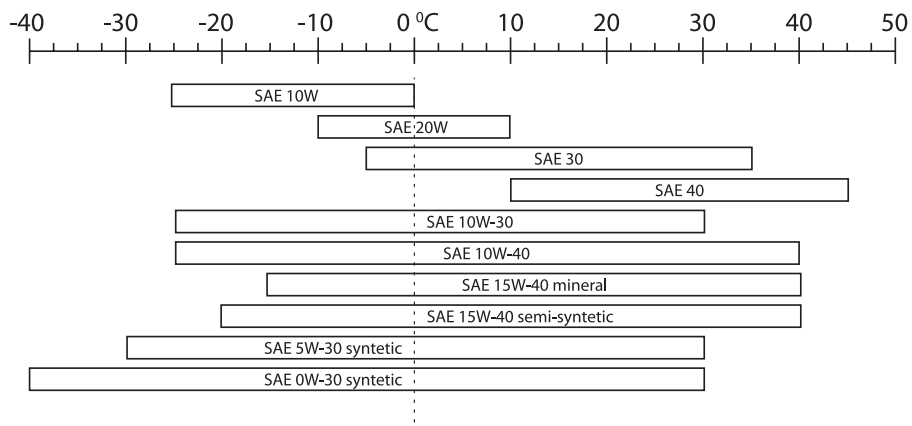 -40 -30 -20 -10 0 ⁰C 10 20 30 40 50
SAE 10W
SAE 20W
SAE 30
SAE 40
SAE 10W-30
SAE 10W-40
SAE 15W-40 mineral
SAE 15W-40 semi-syntetic
SAE 5W-30 syntetic
SAE 0W-30 syntetic